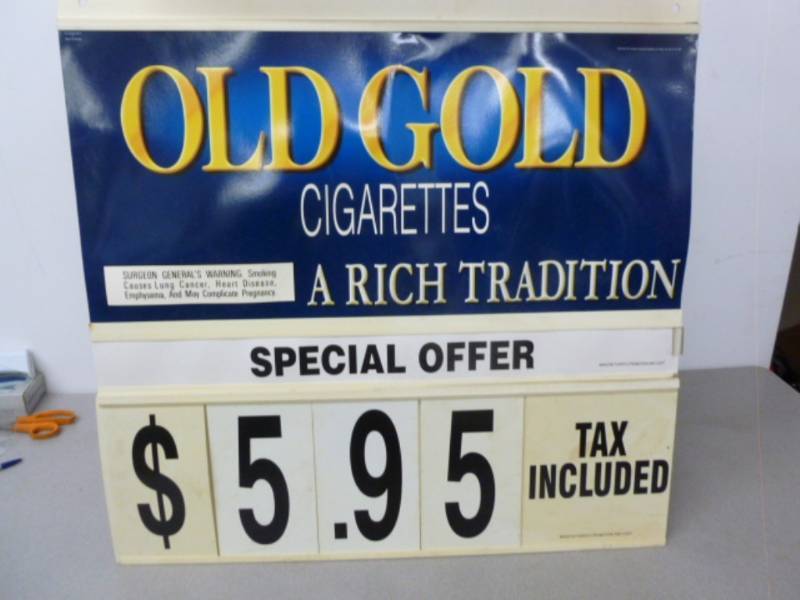 OLD GOLD
CIGARETTES
SURGEON GENERAL'S WARNING: Smoking
Causes Lung Cancer, Heart Disease,
Emphysema, And May Complicate Pregnancy.
A RICH TRADITION
SPECIAL OFFER
$5.95
TAX
INCLUDED